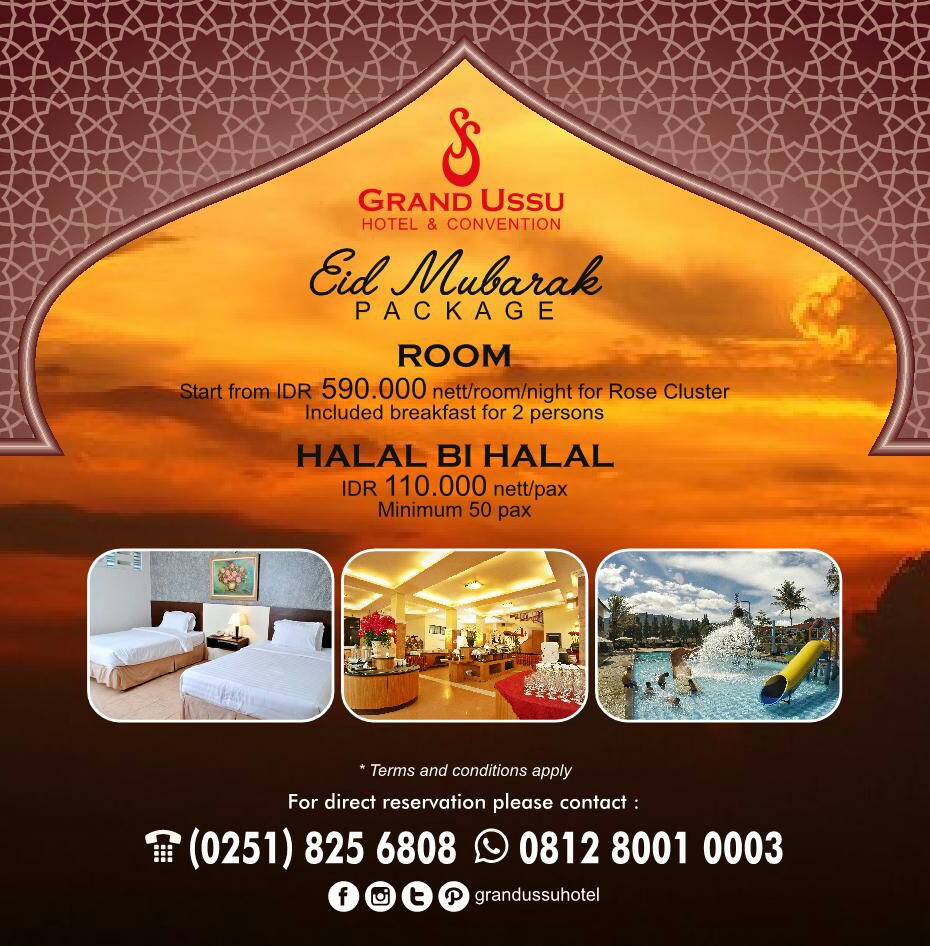 GRAND USSU
HOTEL & CONVENTION
Eid Mubarak
PACKAGE
ROOM
Start from IDR 590.000 nett/room/night for Rose Cluster
Included breakfast for 2 persons
HALAL BI HALAL
IDR 110.000 nett/pax
Minimum 50 pax
* Terms and conditions apply
For direct reservation please contact :
(0251) 825 6808 0812 8001 0003
grandussuhotel